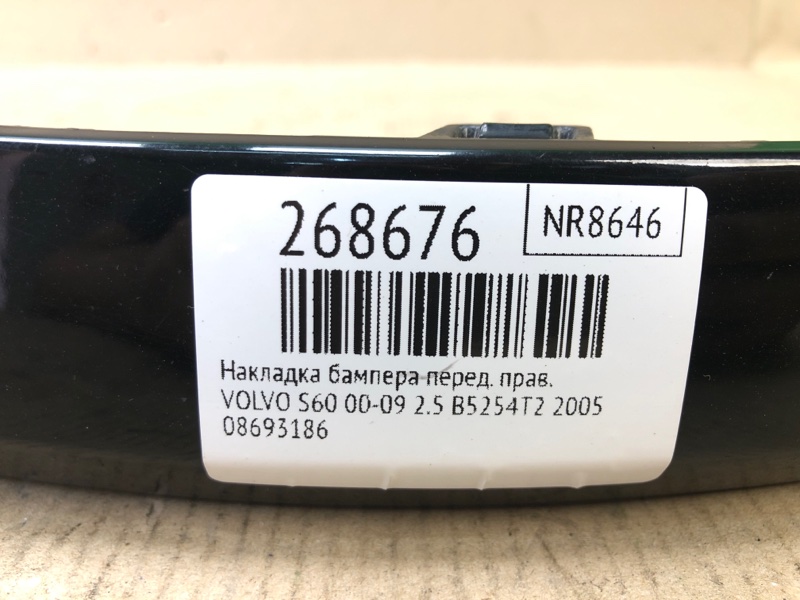 268676
NR8646
Накладка бампера перед. прав.
VOLVO S60 00-09 2.5 B5254T2 2005
08693186